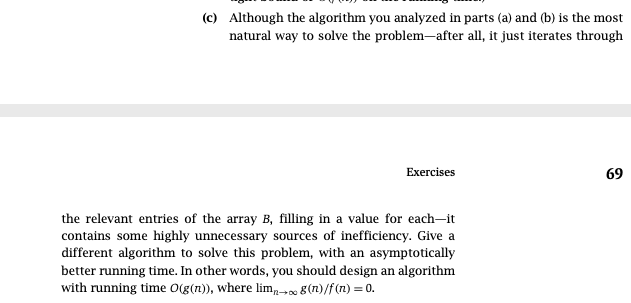 (c) Although the algorithm you analyzed in parts (a) and (b) is the most
natural way to solve the problem—after all, it just iterates through
Exercises 69
the relevant entries of the array B, filling in a value for each—it
contains some highly unnecessary sources of inefficiency. Give a
different algorithm to solve this problem, with an asymptotically
better running time. In other words, you should design an algorithm
with running time O(g(n)), where limₙ→∞ g(n)/f(n) = 0.